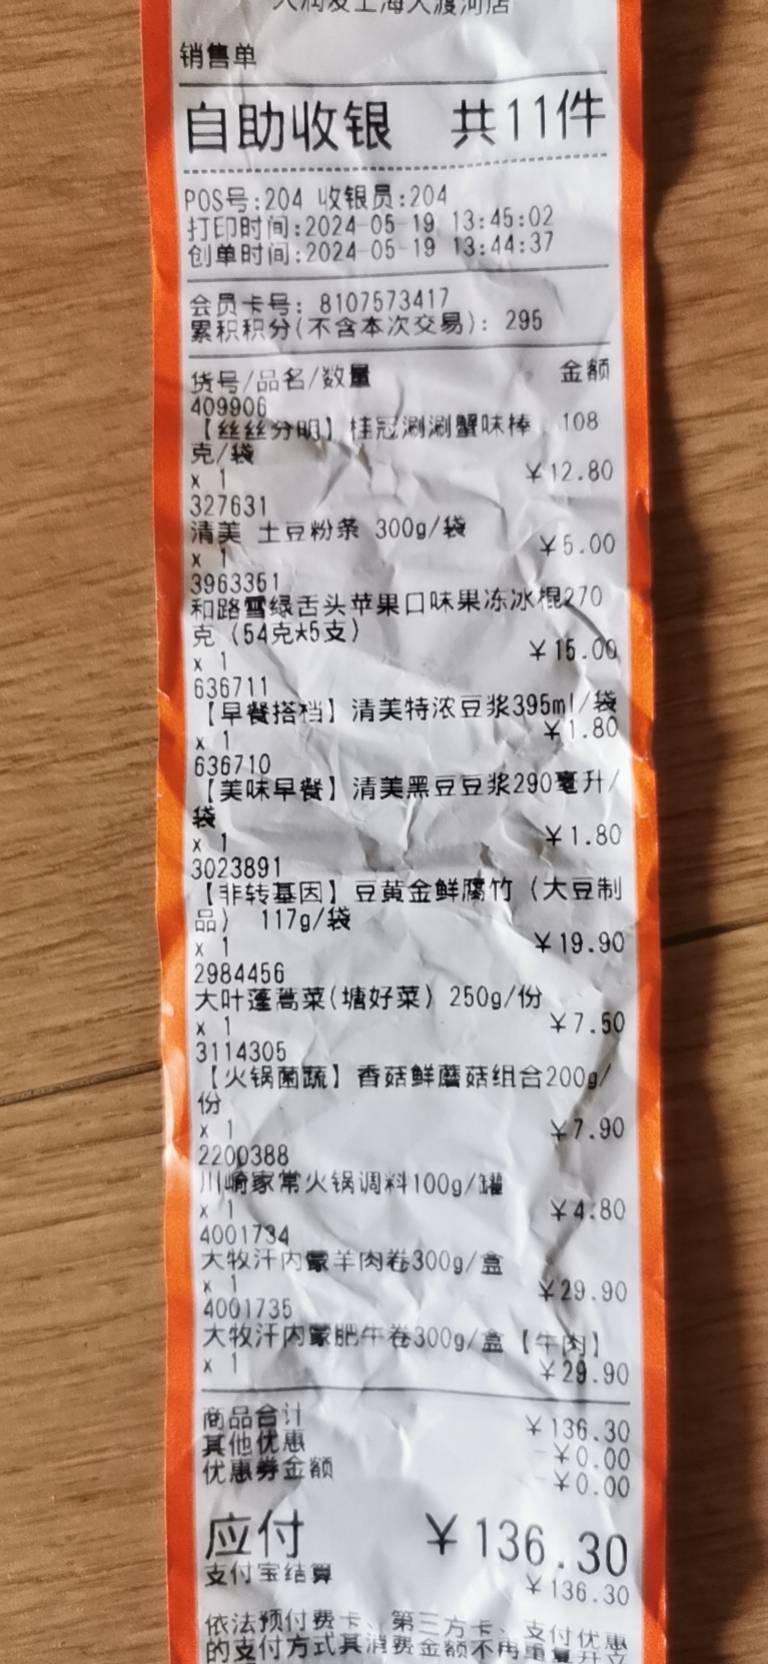 大润发上海大渡河店
销售单
自助收银 共11件
POS号:204 收银员:204
打印时间:2024-05-19 13:45:02
创单时间:2024-05-19 13:44:37
会员卡号: 8107573417
累积积分(不含本次交易): 295
货号/品名/数量 金额
409906
【丝丝分明】桂冠涮涮蟹味棒 108
克/袋
x 1 ¥12.80
327631
清美 土豆粉条 300g/袋
x 1 ¥5.00
3963361
和路雪绿舌头苹果口味果冻冰棍270
克（54克*5支）
x 1 ¥15.00
636711
【早餐搭档】清美特浓豆浆395ml/袋
x 1 ¥1.80
636710
【美味早餐】清美黑豆豆浆290毫升/
袋
x 1 ¥1.80
3023891
【非转基因】豆黄金鲜腐竹（大豆制
品） 117g/袋
x 1 ¥19.90
2984456
大叶蓬蒿菜(塘好菜) 250g/份
x 1 ¥7.50
3114305
【火锅菌蔬】香菇鲜蘑菇组合200g/
份
x 1 ¥7.90
2200388
川崎家常火锅调料100g/罐
x 1 ¥4.80
4001734
大牧汗内蒙羊肉卷300g/盒
x 1 ¥29.90
4001735
大牧汗内蒙肥牛卷300g/盒【牛肉】
x 1 ¥29.90
商品合计 ¥136.30
其他优惠 -¥0.00
优惠券金额 -¥0.00
应付 ¥136.30
支付宝结算 ¥136.30
依法预付费卡、第三方卡、支付优惠
的支付方式其消费金额不再重复开立